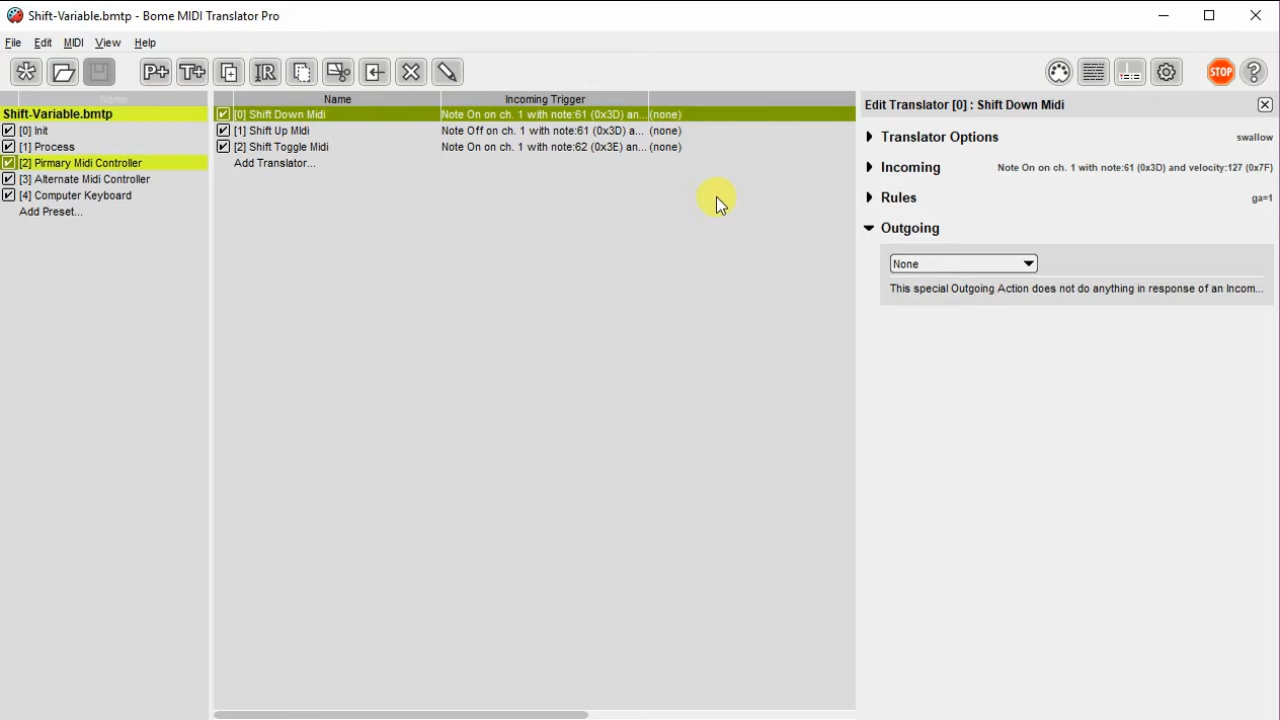 Shift-Variable.bmtp - Bome MIDI Translator Pro
File Edit MIDI View Help
P+ T+ R STOP ?
Name
Shift-Variable.bmtp
[0] Init
[1] Process
[2] Pirmary Midi Controller
[3] Alternate Midi Controller
[4] Computer Keyboard
Add Preset...
Name Incoming Trigger
[0] Shift Down Midi Note On on ch. 1 with note:61 (0x3D) an... (none)
[1] Shift Up MIdi Note Off on ch. 1 with note:61 (0x3D) a... (none)
[2] Shift Toggle Midi Note On on ch. 1 with note:62 (0x3E) an... (none)
Add Translator...
Edit Translator [0] : Shift Down Midi
Translator Options swallow
Incoming Note On on ch. 1 with note:61 (0x3D) and velocity:127 (0x7F)
Rules ga=1
Outgoing
None
This special Outgoing Action does not do anything in response of an Incom...